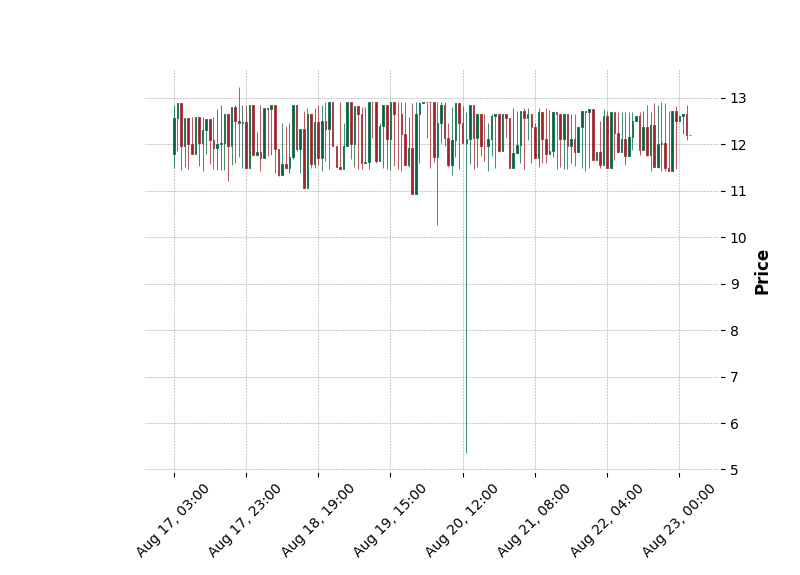 13
12
11
10
9
8
7
6
5
Price
Aug 17, 03:00
Aug 17, 23:00
Aug 18, 19:00
Aug 19, 15:00
Aug 20, 12:00
Aug 21, 08:00
Aug 22, 04:00
Aug 23, 00:00